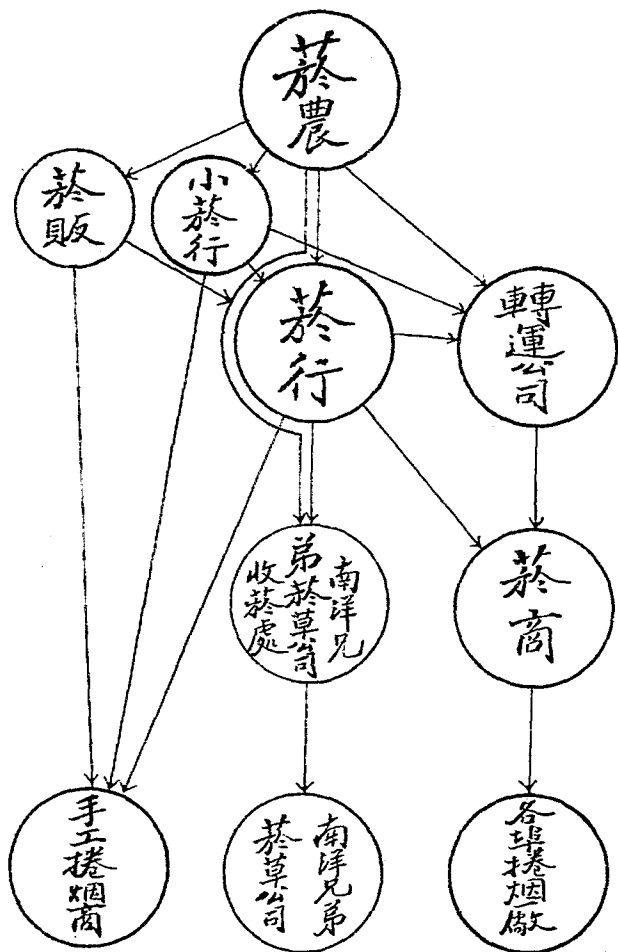 菸農
菸販
小菸行
菸行
轉運公司
南洋兄
弟菸草公司
收菸處
菸商
手工捲烟商
南洋兄弟
菸草公司
各埠捲烟廠